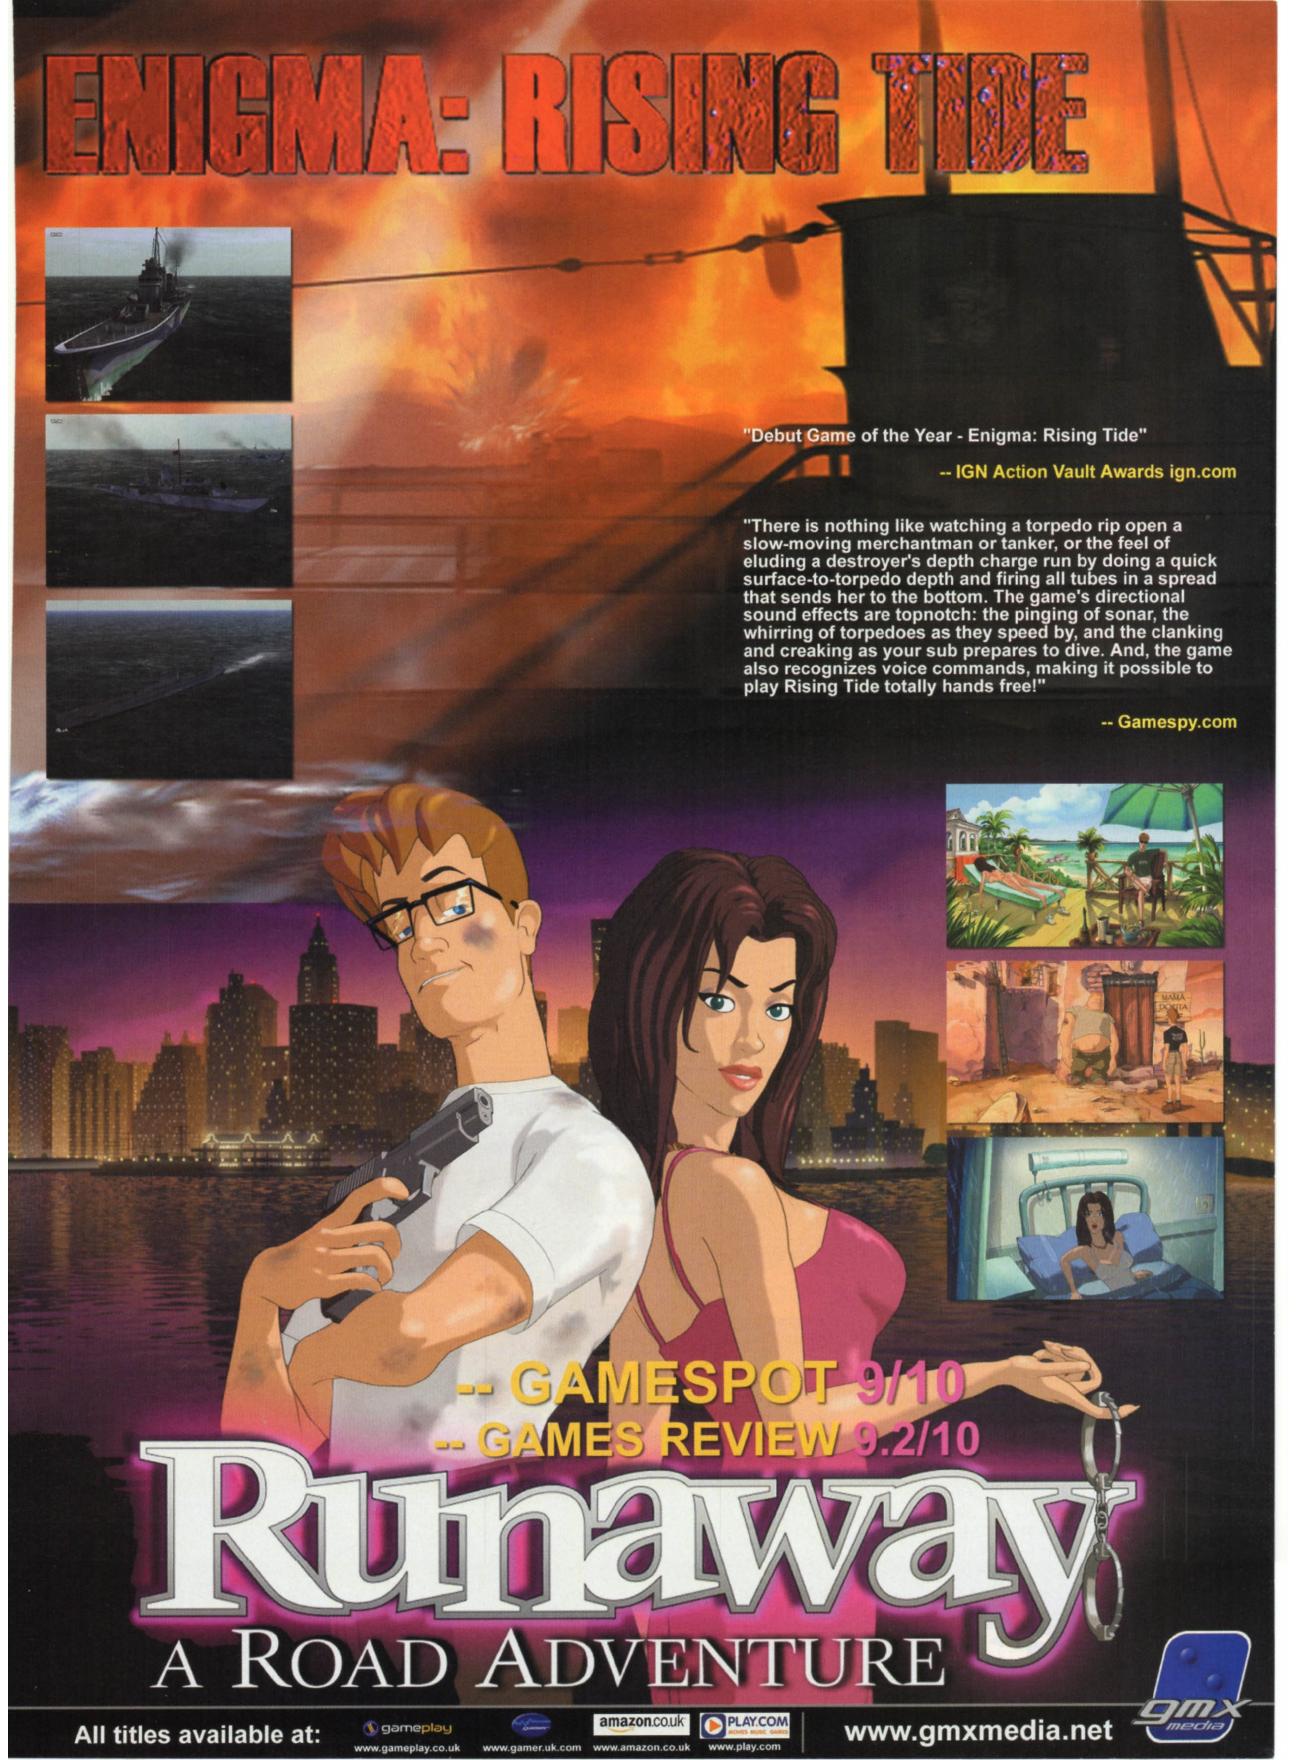 ENIGMA: RISING TIDE
"Debut Game of the Year - Enigma: Rising Tide"
-- IGN Action Vault Awards ign.com
"There is nothing like watching a torpedo rip open a
slow-moving merchantman or tanker, or the feel of
eluding a destroyer's depth charge run by doing a quick
surface-to-torpedo depth and firing all tubes in a spread
that sends her to the bottom. The game's directional
sound effects are topnotch: the pinging of sonar, the
whirring of torpedoes as they speed by, and the clanking
and creaking as your sub prepares to dive. And, the game
also recognizes voice commands, making it possible to
play Rising Tide totally hands free!"
-- Gamespy.com
MAMÁ
DORITA
-- GAMESPOT 9/10
-- GAMES REVIEW 9.2/10
Runaway
A ROAD ADVENTURE
All titles available at:
gameplay
www.gameplay.co.uk
www.gamer.uk.com
amazon.co.uk
www.amazon.co.uk
PLAY.COM
MOVIES MUSIC GAMES
www.play.com
www.gmxmedia.net
gmx
media